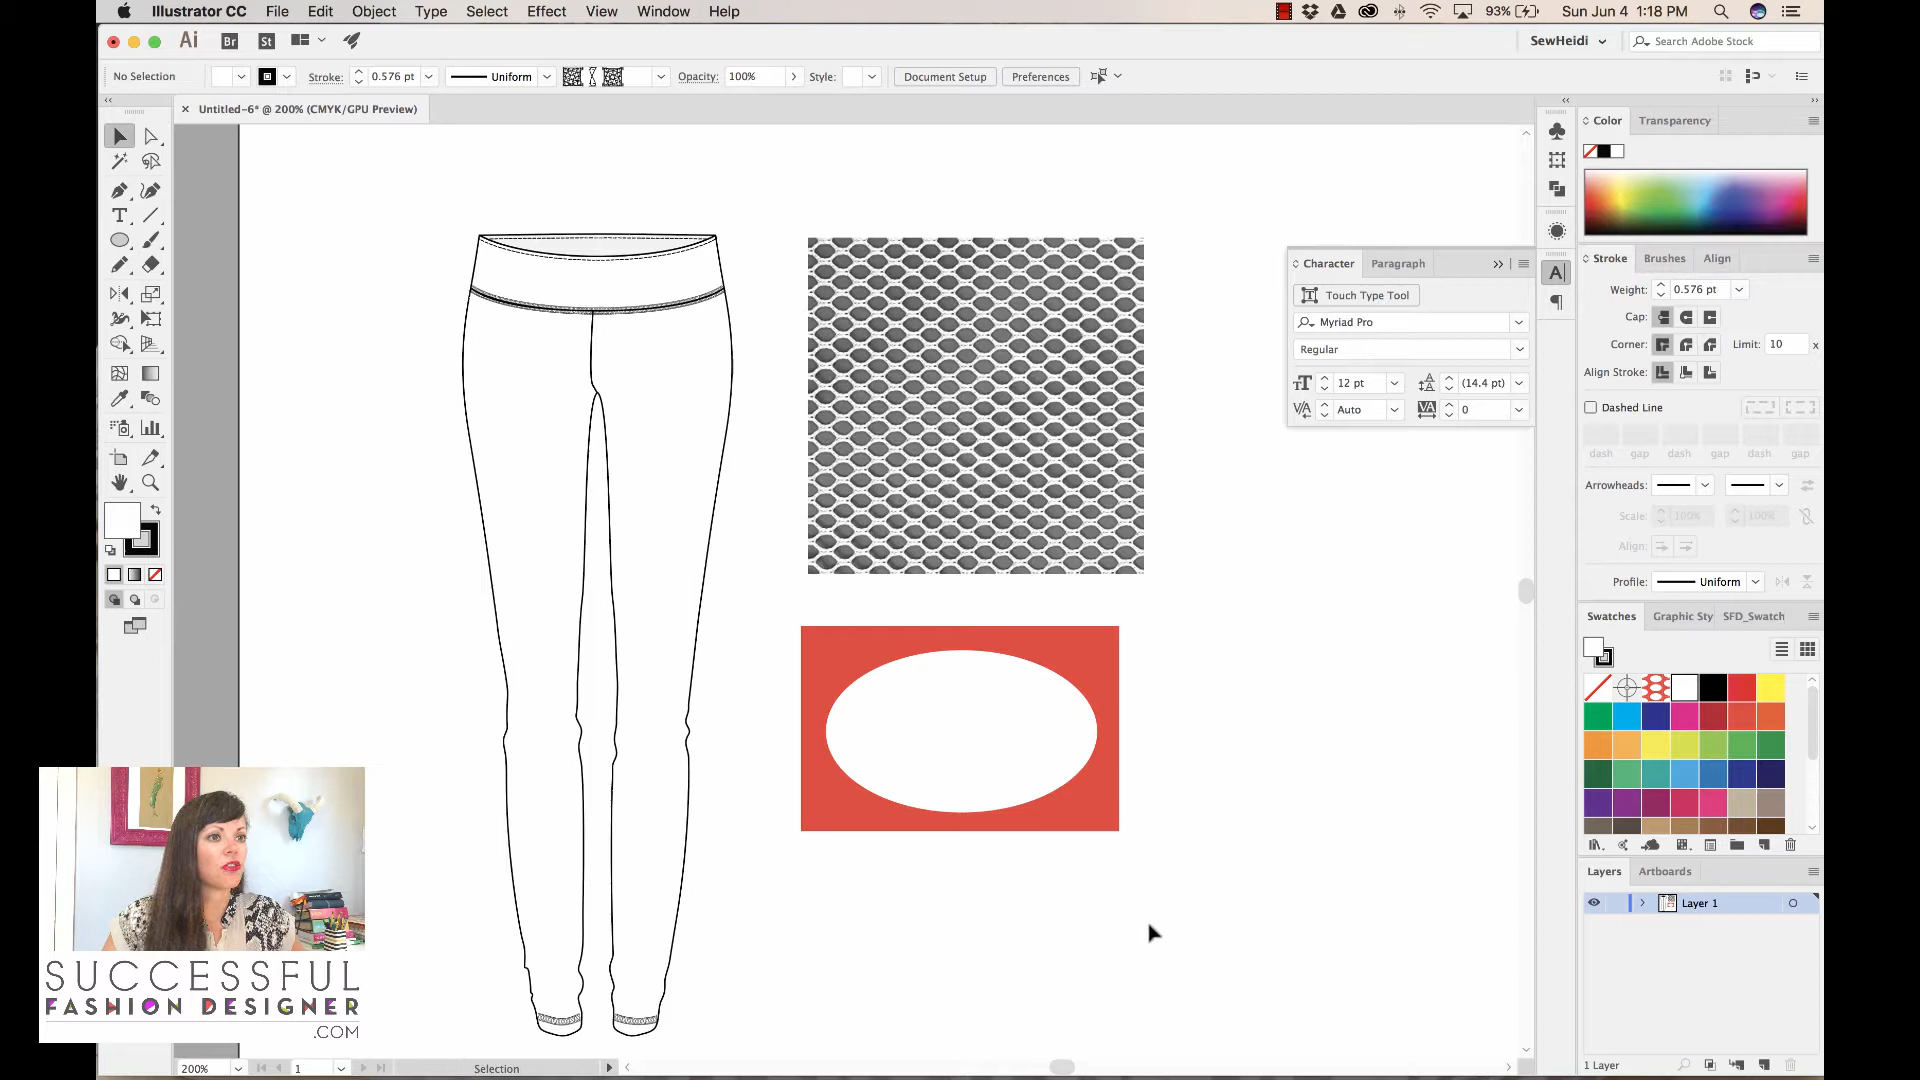 Illustrator CC File Edit Object Type Select Effect View Window Help
93% Sun Jun 4 1:18 PM
Ai Br St
SewHeidi Search Adobe Stock
No Selection Stroke: 0.576 pt Uniform Opacity: 100% Style: Document Setup Preferences
Untitled-6* @ 200% (CMYK/GPU Preview)
Color Transparency
Stroke Brushes Align
Weight: 0.576 pt
Cap:
Corner: Limit: 10 x
Align Stroke:
Dashed Line
dash gap dash gap dash gap
Arrowheads:
Scale: 100% 100%
Align:
Profile: Uniform
Character Paragraph
Touch Type Tool
Myriad Pro
Regular
12 pt (14.4 pt)
Auto 0
Swatches Graphic Sty SFD_Swatch
Layers Artboards
Layer 1
1 Layer
SUCCESSFUL
FASHION DESIGNER
.COM
200% 1 Selection